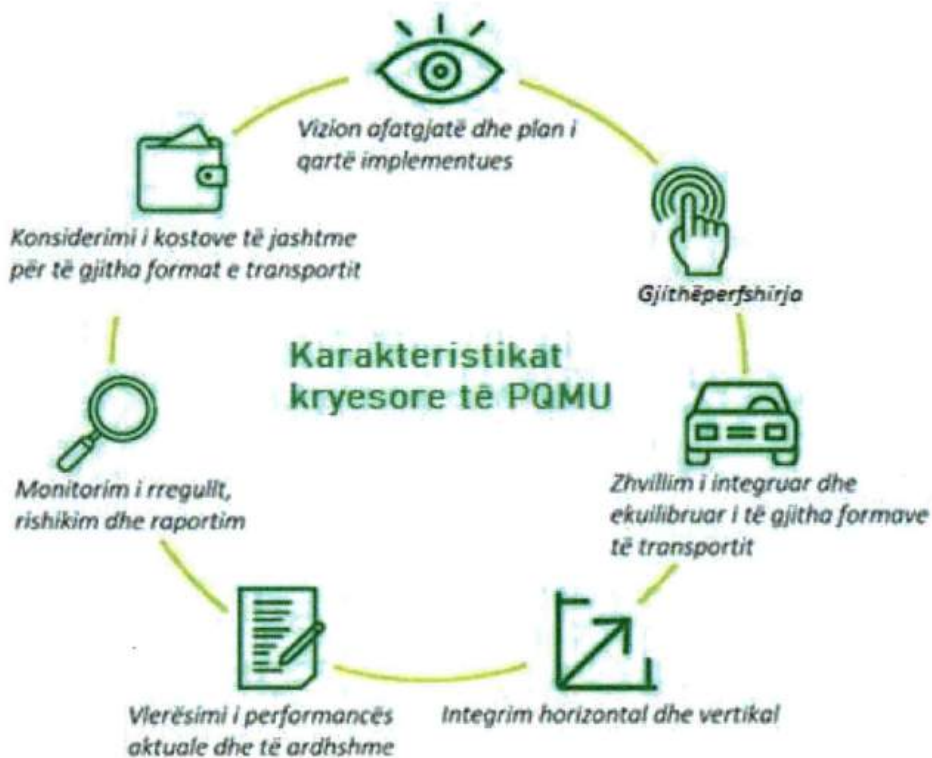 Vizion afatgjatë dhe plan i
qartë implementues
Gjithëperfshirja
Zhvillim i integruar dhe
ekuilibruar i të gjitha formave
të transportit
Integrim horizontal dhe vertikal
Vlerësimi i performancës
aktuale dhe të ardhshme
Monitorim i rregullt,
rishikim dhe raportim
Konsiderimi i kostove të jashtme
për të gjitha format e transportit
Karakteristikat
kryesore të PQMU